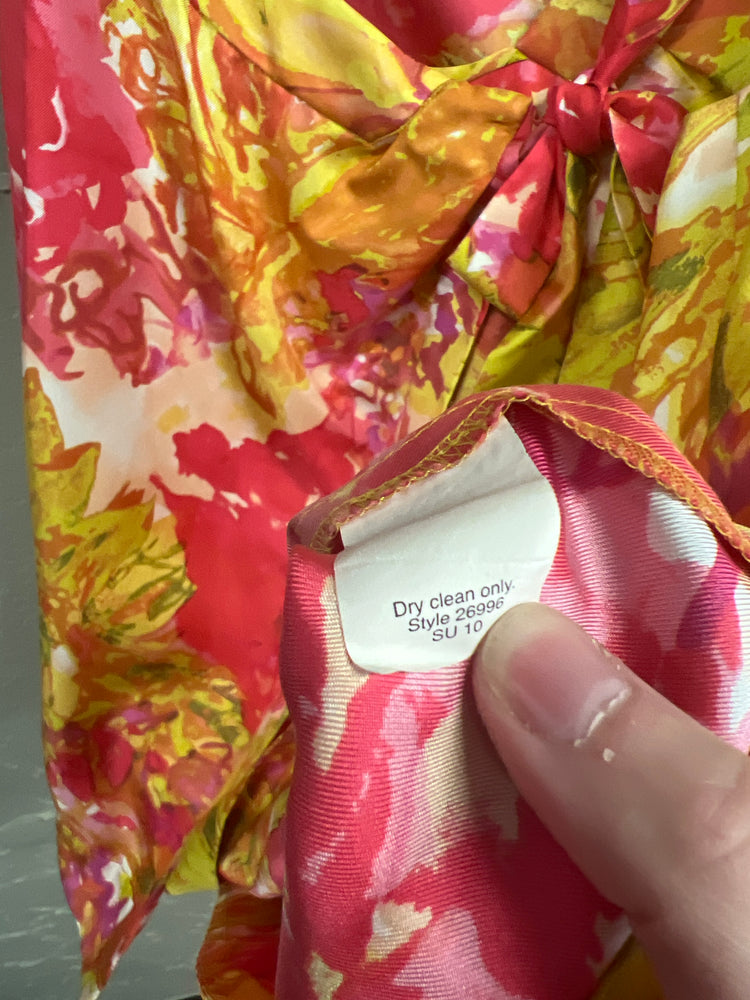 Dry clean only.
Style 26996
SU 10